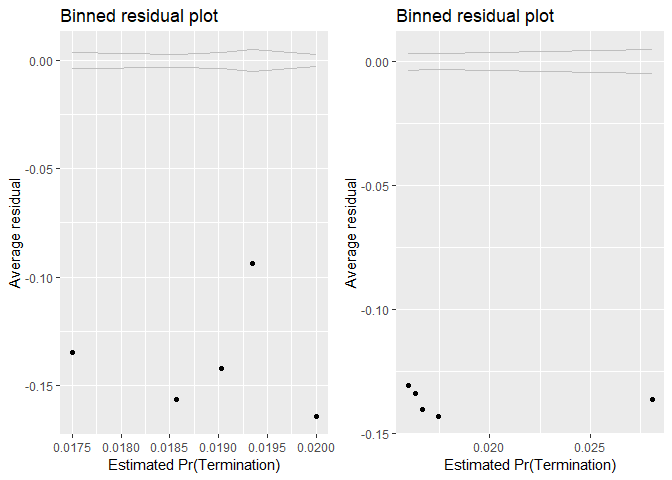 Binned residual plot
0.00
-0.05
-0.10
-0.15
Average residual
0.0175 0.0180 0.0185 0.0190 0.0195 0.0200
Estimated Pr(Termination)
Binned residual plot
0.00
-0.05
-0.10
-0.15
Average residual
0.020 0.025
Estimated Pr(Termination)